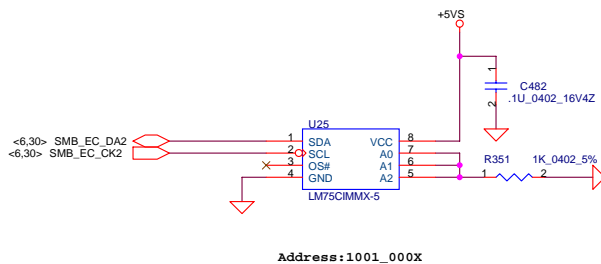 +5VS
1
C482
.1U_0402_16V4Z
2
U25
<6,30> SMB_EC_DA2 1 SDA VCC 8
<6,30> SMB_EC_CK2 2 SCL A0 7
3 OS# A1 6
4 GND A2 5
LM75CIMMX-5
R351 1K_0402_5%
1 2
Address:1001_000X